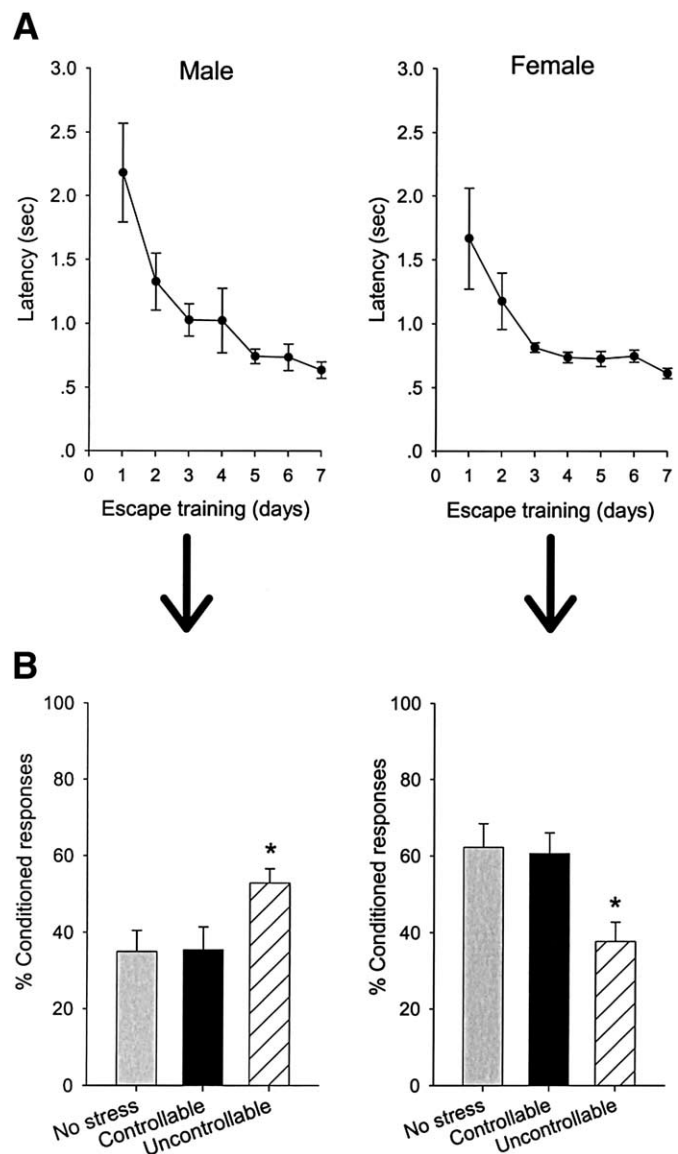 A
Male
Female
3.0
2.5
2.0
1.5
1.0
.5
.0
Latency (sec)
0 1 2 3 4 5 6 7
Escape training (days)
3.0
2.5
2.0
1.5
1.0
.5
.0
Latency (sec)
0 1 2 3 4 5 6 7
Escape training (days)
B
100
80
60
40
20
0
% Conditioned responses
*
No stress
Controllable
Uncontrollable
100
80
60
40
20
0
% Conditioned responses
*
No stress
Controllable
Uncontrollable